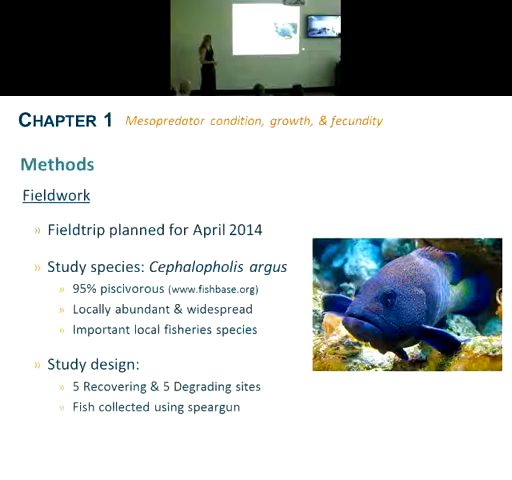 CHAPTER 1 Mesopredator condition, growth, & fecundity
Methods
Fieldwork
» Fieldtrip planned for April 2014
» Study species: Cephalopholis argus
» 95% piscivorous (www.fishbase.org)
» Locally abundant & widespread
» Important local fisheries species
» Study design:
» 5 Recovering & 5 Degrading sites
» Fish collected using speargun